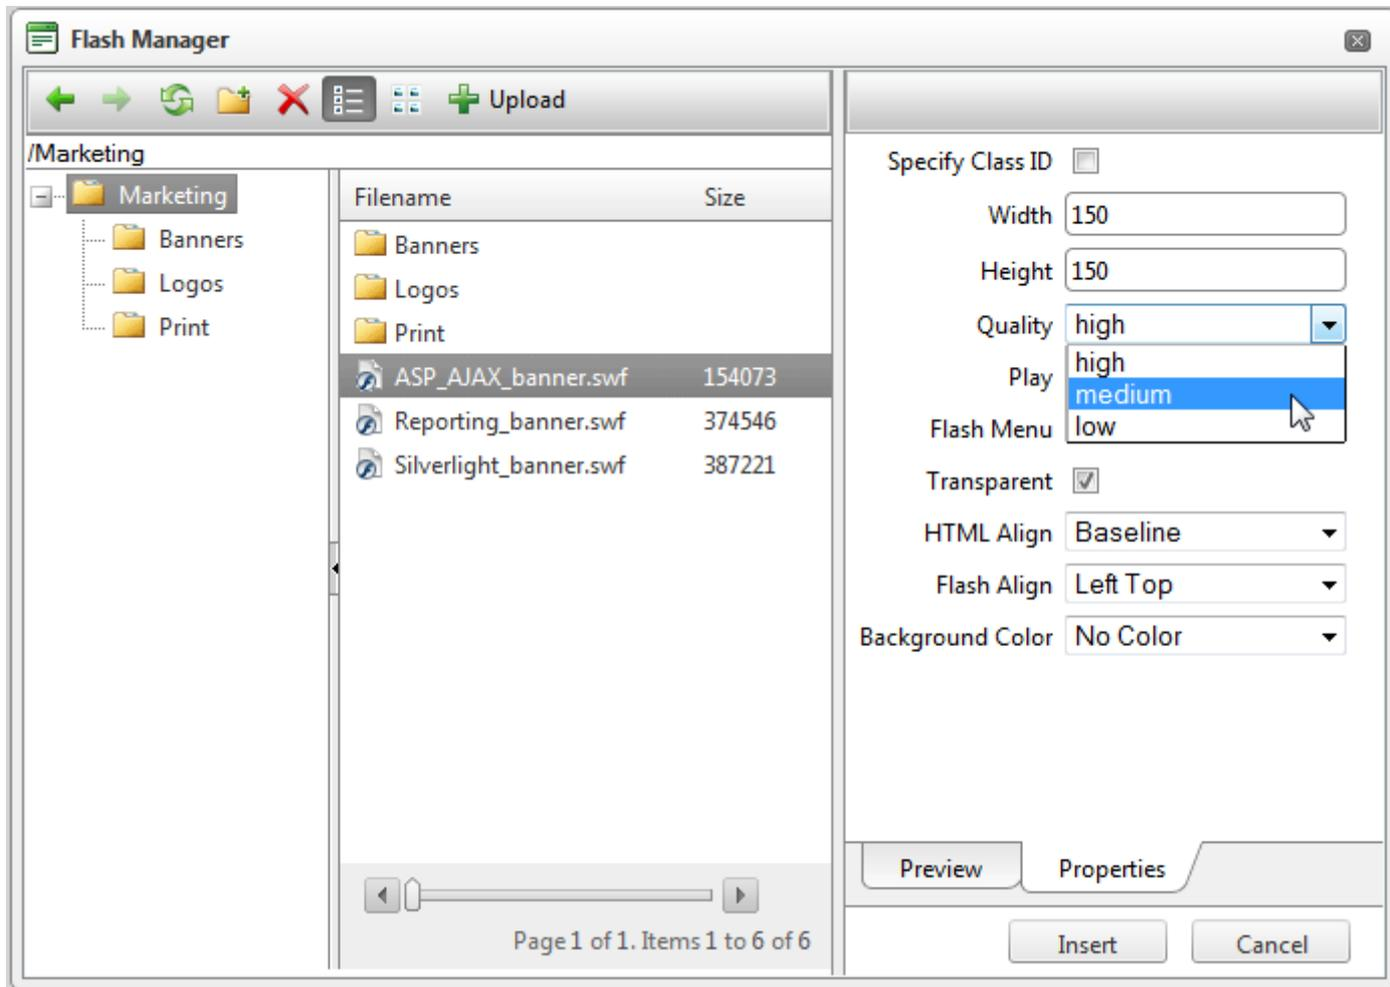 Flash Manager
Upload
/Marketing
Marketing
Banners
Logos
Print
Filename Size
Banners
Logos
Print
ASP_AJAX_banner.swf 154073
Reporting_banner.swf 374546
Silverlight_banner.swf 387221
Page 1 of 1. Items 1 to 6 of 6
Specify Class ID
Width 150
Height 150
Quality high
high
Play
medium
Flash Menu
low
Transparent
HTML Align Baseline
Flash Align Left Top
Background Color No Color
Preview Properties
Insert Cancel